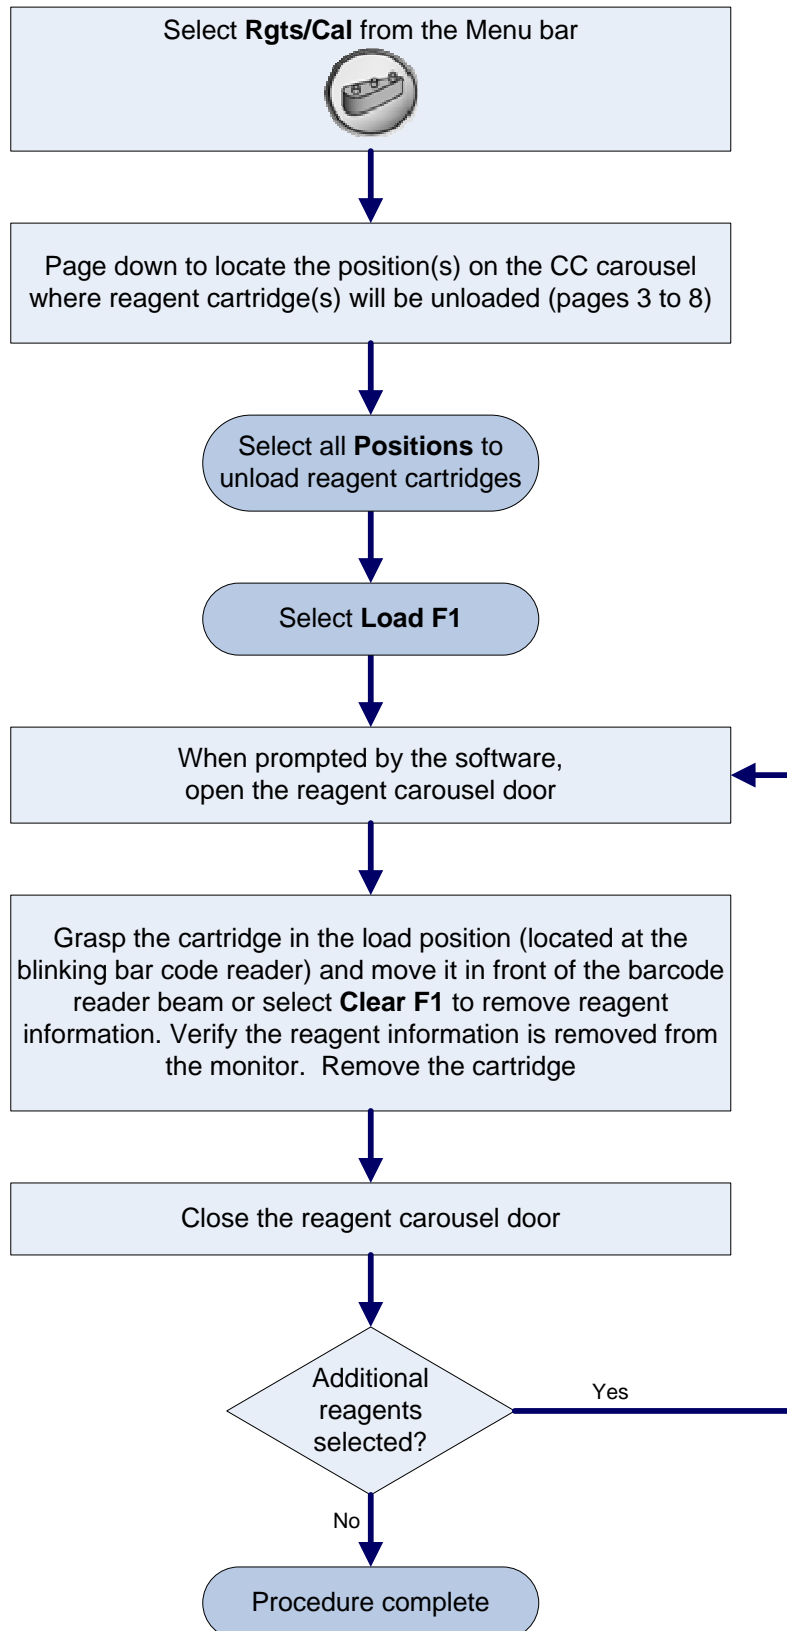 Select Rgts/Cal from the Menu bar
Page down to locate the position(s) on the CC carousel
where reagent cartridge(s) will be unloaded (pages 3 to 8)
Select all Positions to
unload reagent cartridges
Select Load F1
When prompted by the software,
open the reagent carousel door
Grasp the cartridge in the load position (located at the
blinking bar code reader) and move it in front of the barcode
reader beam or select Clear F1 to remove reagent
information. Verify the reagent information is removed from
the monitor.  Remove the cartridge
Close the reagent carousel door
Additional
reagents
selected?
Yes
No
Procedure complete